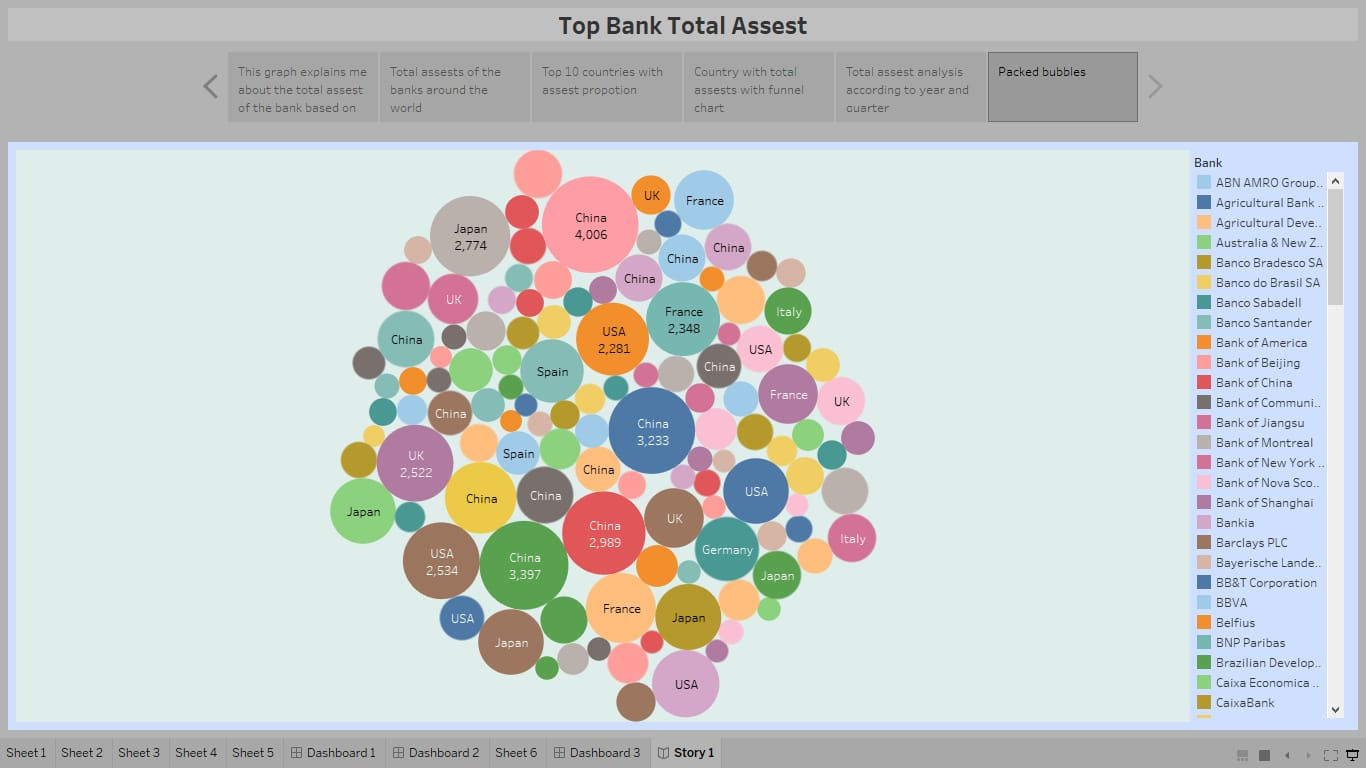 Top Bank Total Assest
This graph explains me
about the total assest
of the bank based on
Total assests of the
banks around the
world
Top 10 countries with
assest propotion
Country with total
assests with funnel
chart
Total assest analysis
according to year and
quarter
Packed bubbles
China
4,006
UK
France
Japan
2,774
China
China
China
UK
France
2,348
Italy
USA
2,281
China
USA
Spain
China
France
UK
China
China
3,233
Spain
UK
2,522
China
China
China
USA
Japan
China
2,989
UK
Italy
Germany
USA
2,534
China
3,397
Japan
France
USA
Japan
Japan
USA
Bank
ABN AMRO Group..
Agricultural Bank ..
Agricultural Deve..
Australia & New Z..
Banco Bradesco SA
Banco do Brasil SA
Banco Sabadell
Banco Santander
Bank of America
Bank of Beijing
Bank of China
Bank of Communi..
Bank of Jiangsu
Bank of Montreal
Bank of New York ..
Bank of Nova Sco..
Bank of Shanghai
Bankia
Barclays PLC
Bayerische Lande..
BB&T Corporation
BBVA
Belfius
BNP Paribas
Brazilian Develop..
Caixa Economica ..
CaixaBank
Sheet 1 Sheet 2 Sheet 3 Sheet 4 Sheet 5 Dashboard 1 Dashboard 2 Sheet 6 Dashboard 3 Story 1